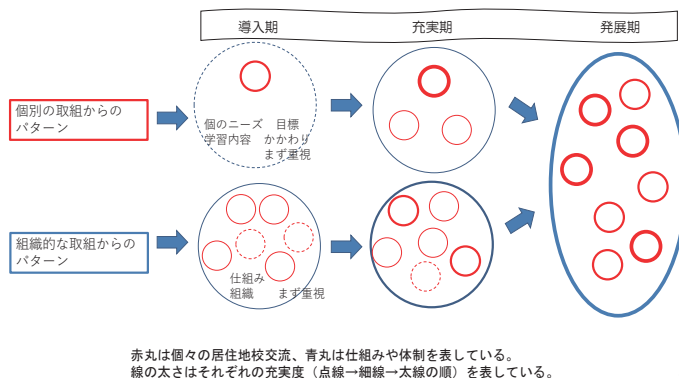 導入期
充実期
発展期
個別の取組からの
パターン
個のニーズ 目標
学習内容 かかわり
まず重視
組織的な取組からの
パターン
仕組み
組織 まず重視
赤丸は個々の居住地校交流、青丸は仕組みや体制を表している。
線の太さはそれぞれの充実度(点線→細線→太線の順)を表している。